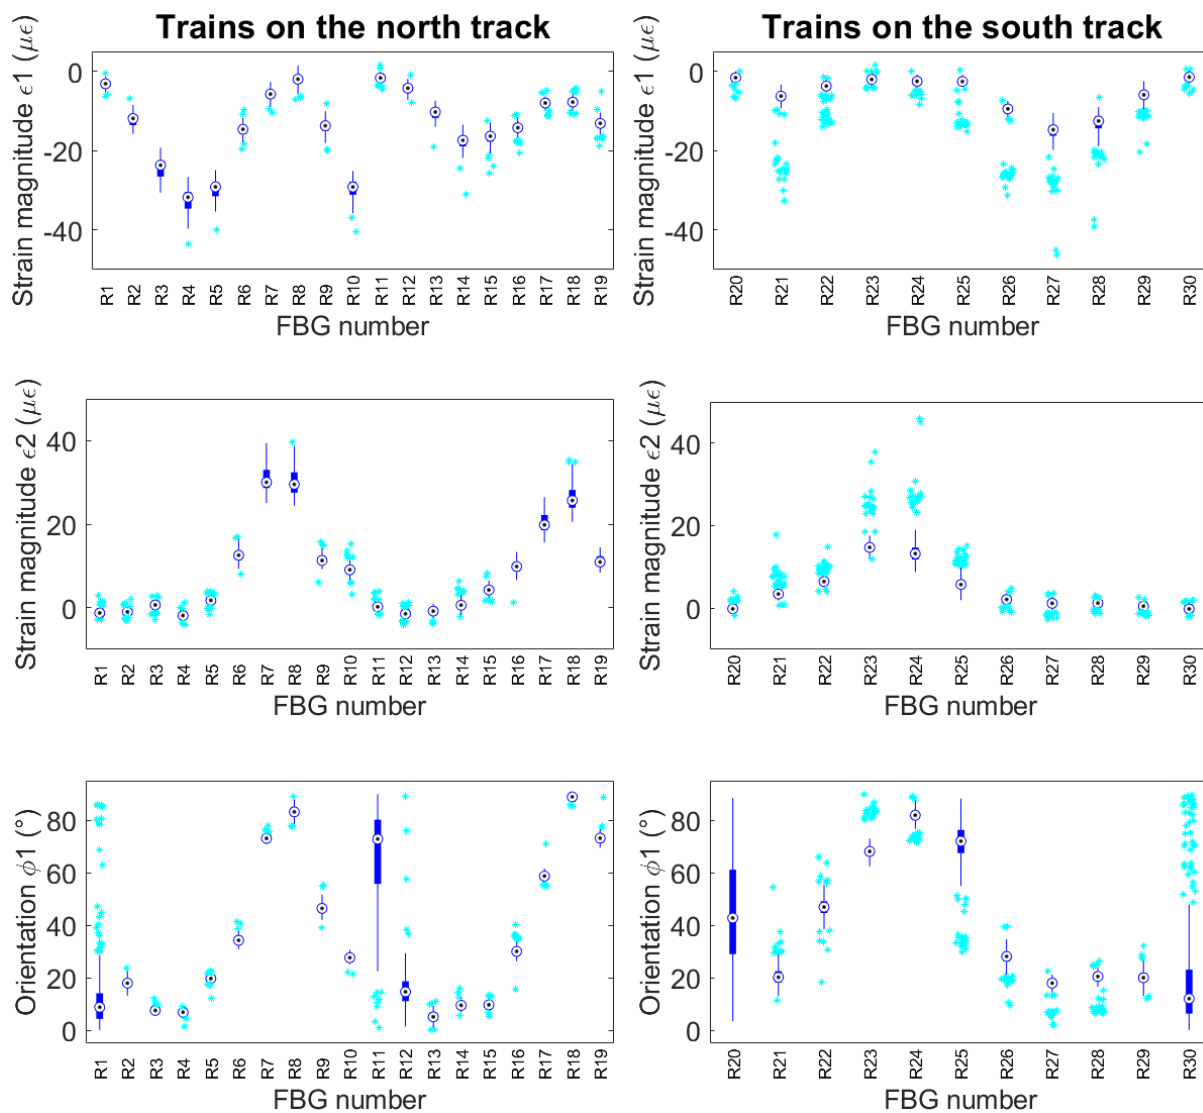 Trains on the north track
Trains on the south track
Strain magnitude ϵ1 (μϵ)
0
-20
-40
R1 R2 R3 R4 R5 R6 R7 R8 R9 R10 R11 R12 R13 R14 R15 R16 R17 R18 R19
FBG number
Strain magnitude ϵ1 (μϵ)
0
-20
-40
R20 R21 R22 R23 R24 R25 R26 R27 R28 R29 R30
FBG number
Strain magnitude ϵ2 (μϵ)
40
20
0
R1 R2 R3 R4 R5 R6 R7 R8 R9 R10 R11 R12 R13 R14 R15 R16 R17 R18 R19
FBG number
Strain magnitude ϵ2 (μϵ)
40
20
0
R20 R21 R22 R23 R24 R25 R26 R27 R28 R29 R30
FBG number
Orientation ϕ1 (°)
80
60
40
20
0
R1 R2 R3 R4 R5 R6 R7 R8 R9 R10 R11 R12 R13 R14 R15 R16 R17 R18 R19
FBG number
Orientation ϕ1 (°)
80
60
40
20
0
R20 R21 R22 R23 R24 R25 R26 R27 R28 R29 R30
FBG number